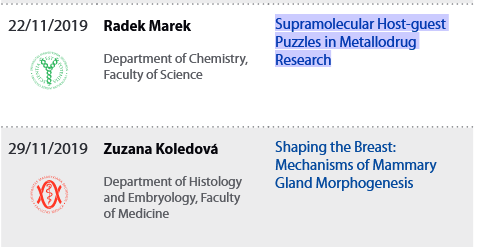 22/11/2019 Radek Marek Supramolecular Host-guest
Puzzles in Metallodrug
Research
Department of Chemistry,
Faculty of Science
29/11/2019 Zuzana Koledová Shaping the Breast:
Mechanisms of Mammary
Gland Morphogenesis
Department of Histology
and Embryology, Faculty
of Medicine